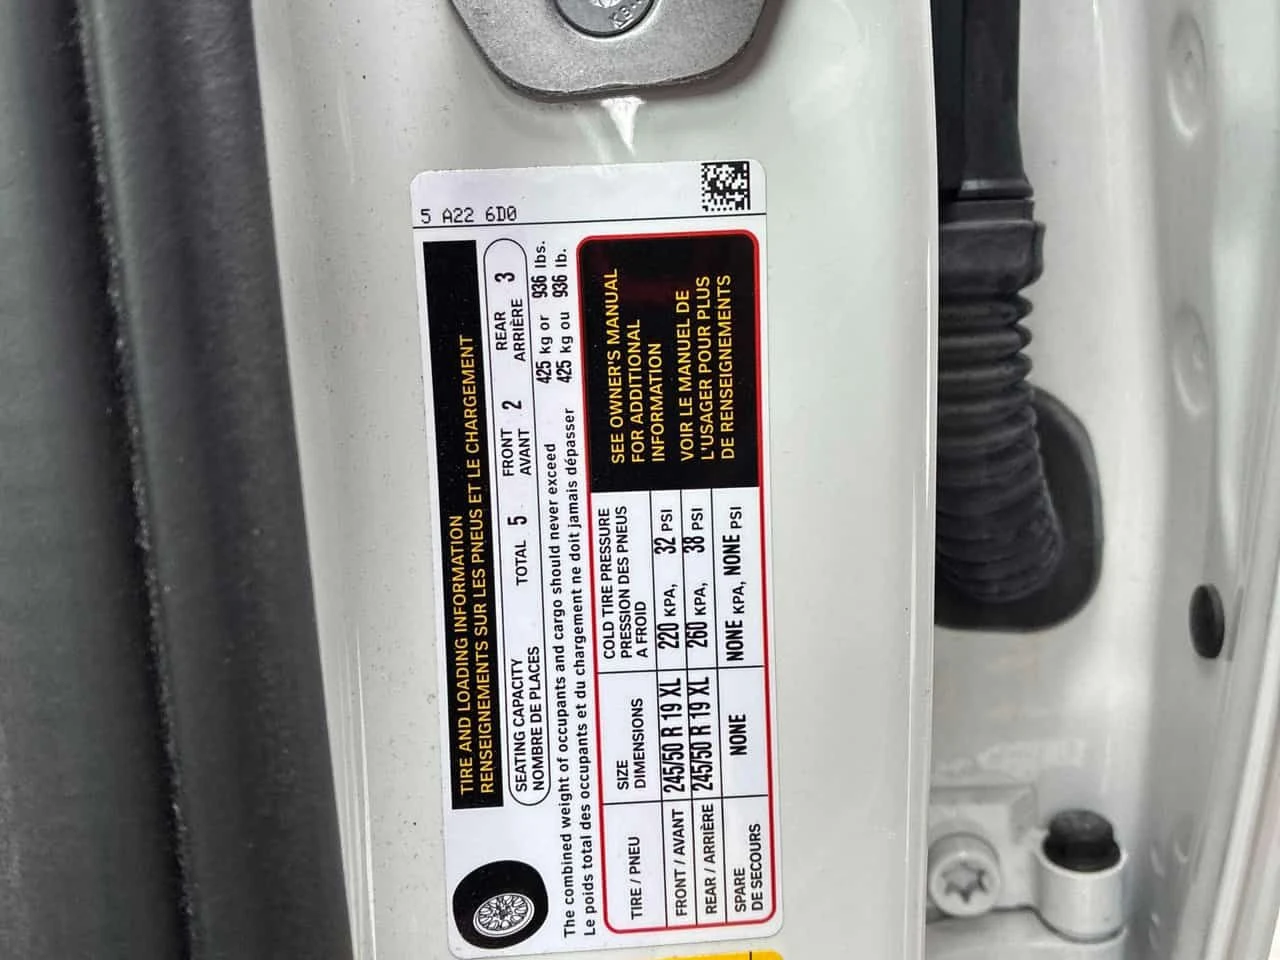 5 A22 6D0
TIRE AND LOADING INFORMATION
RENSEIGNEMENTS SUR LES PNEUS ET LE CHARGEMENT
SEATING CAPACITY
NOMBRE DE PLACES
TOTAL 5
FRONT
AVANT
2
REAR
ARRIÈRE
3
The combined weight of occupants and cargo should never exceed 425 kg or 936 lbs.
Le poids total des occupants et du chargement ne doit jamais dépasser 425 kg ou 936 lb.
TIRE / PNEU
SIZE
DIMENSIONS
COLD TIRE PRESSURE
PRESSION DES PNEUS
A FROID
FRONT / AVANT 245/50 R 19 XL 220 KPA, 32 PSI
REAR / ARRIÈRE 245/50 R 19 XL 260 KPA, 38 PSI
SPARE
DE SECOURS
NONE NONE KPA, NONE PSI
SEE OWNER'S MANUAL
FOR ADDITIONAL
INFORMATION
VOIR LE MANUEL DE
L'USAGER POUR PLUS
DE RENSEIGNEMENTS